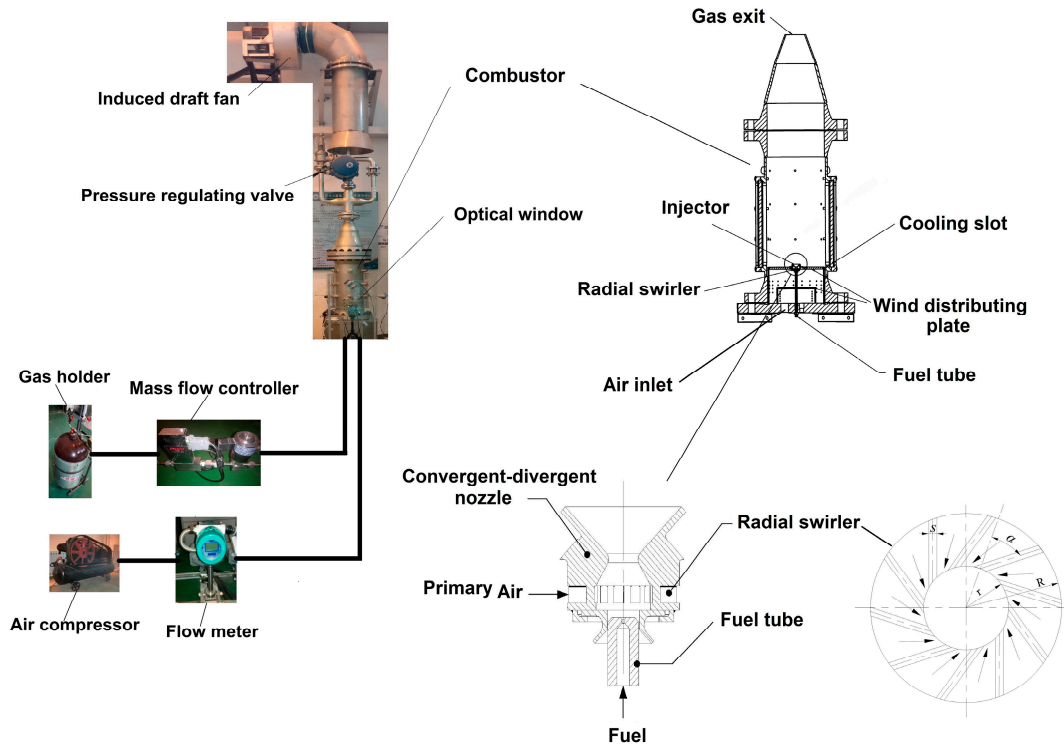 Gas exit
Induced draft fan
Combustor
Pressure regulating valve
Optical window
Injector
Cooling slot
Radial swirler
Wind distributing
plate
Air inlet
Fuel tube
Gas holder
Mass flow controller
Air compressor
Flow meter
Convergent-divergent
nozzle
Radial swirler
Primary Air
Fuel tube
Fuel
s
a
r
R